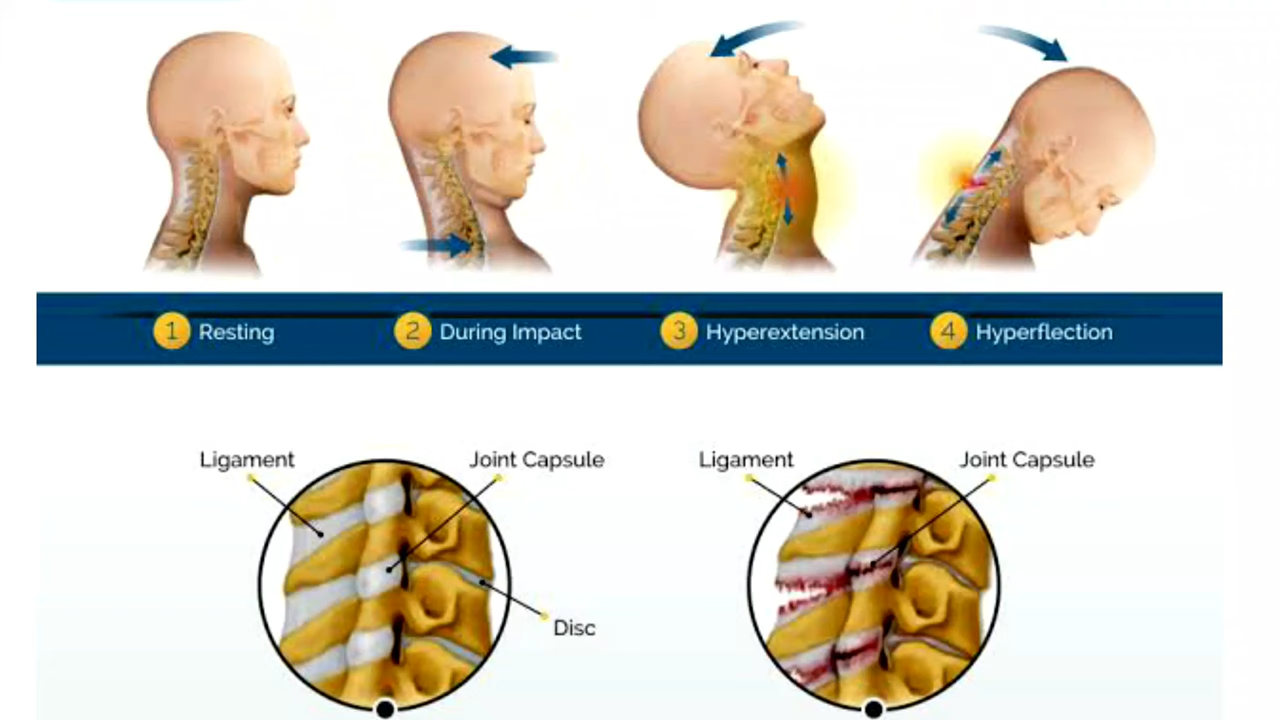 1 Resting
2 During Impact
3 Hyperextension
4 Hyperflection
Ligament
Joint Capsule
Disc
Ligament
Joint Capsule